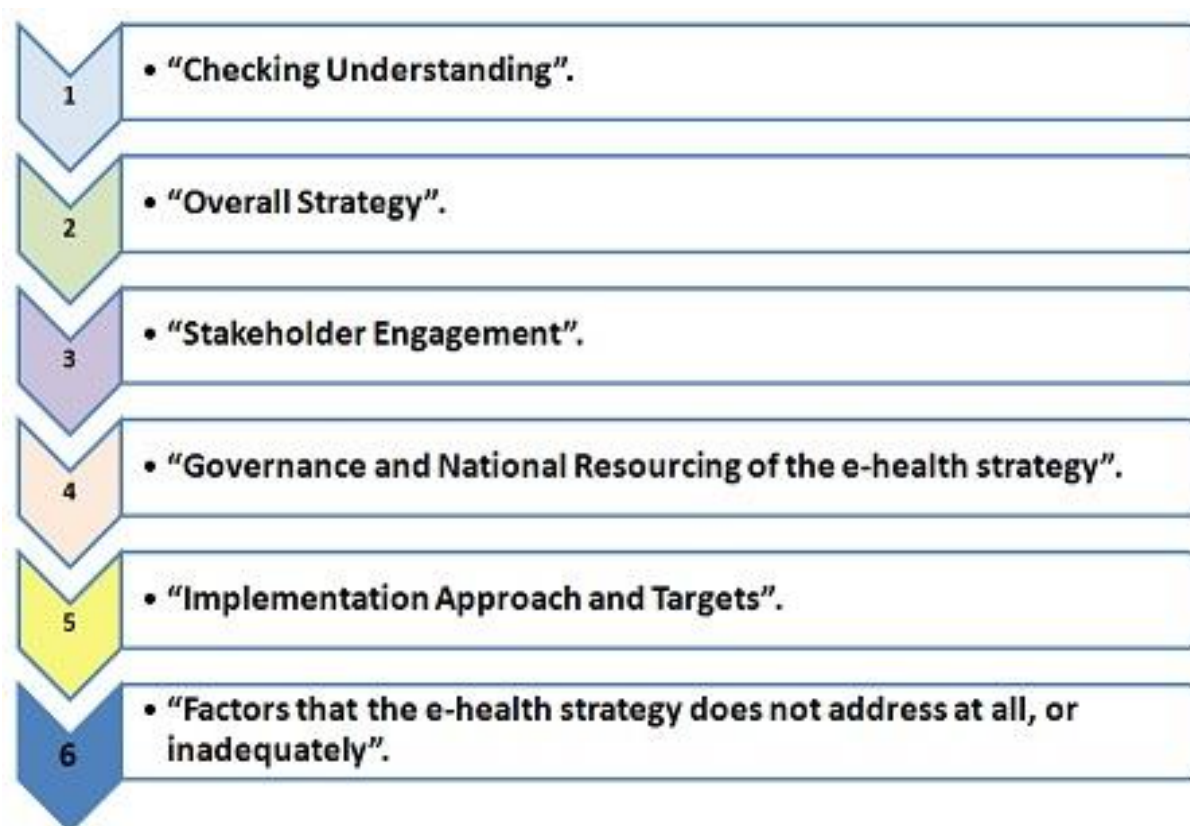 1
• “Checking Understanding”.
2
• “Overall Strategy”.
3
• “Stakeholder Engagement”.
4
• “Governance and National Resourcing of the e-health strategy”.
5
• “Implementation Approach and Targets”.
6
• “Factors that the e-health strategy does not address at all, or
inadequately”.